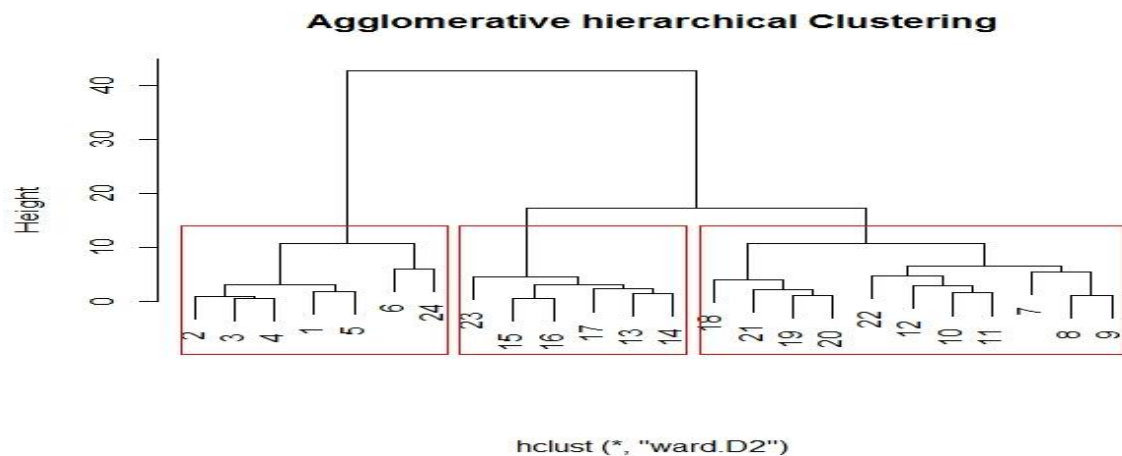 Agglomerative hierarchical Clustering
Height
40
30
20
10
0
2 3 4 1 5 6 24 23 15 16 17 13 14 18 21 19 20 22 12 10 11 7 8 9
hclust (*, "ward.D2")